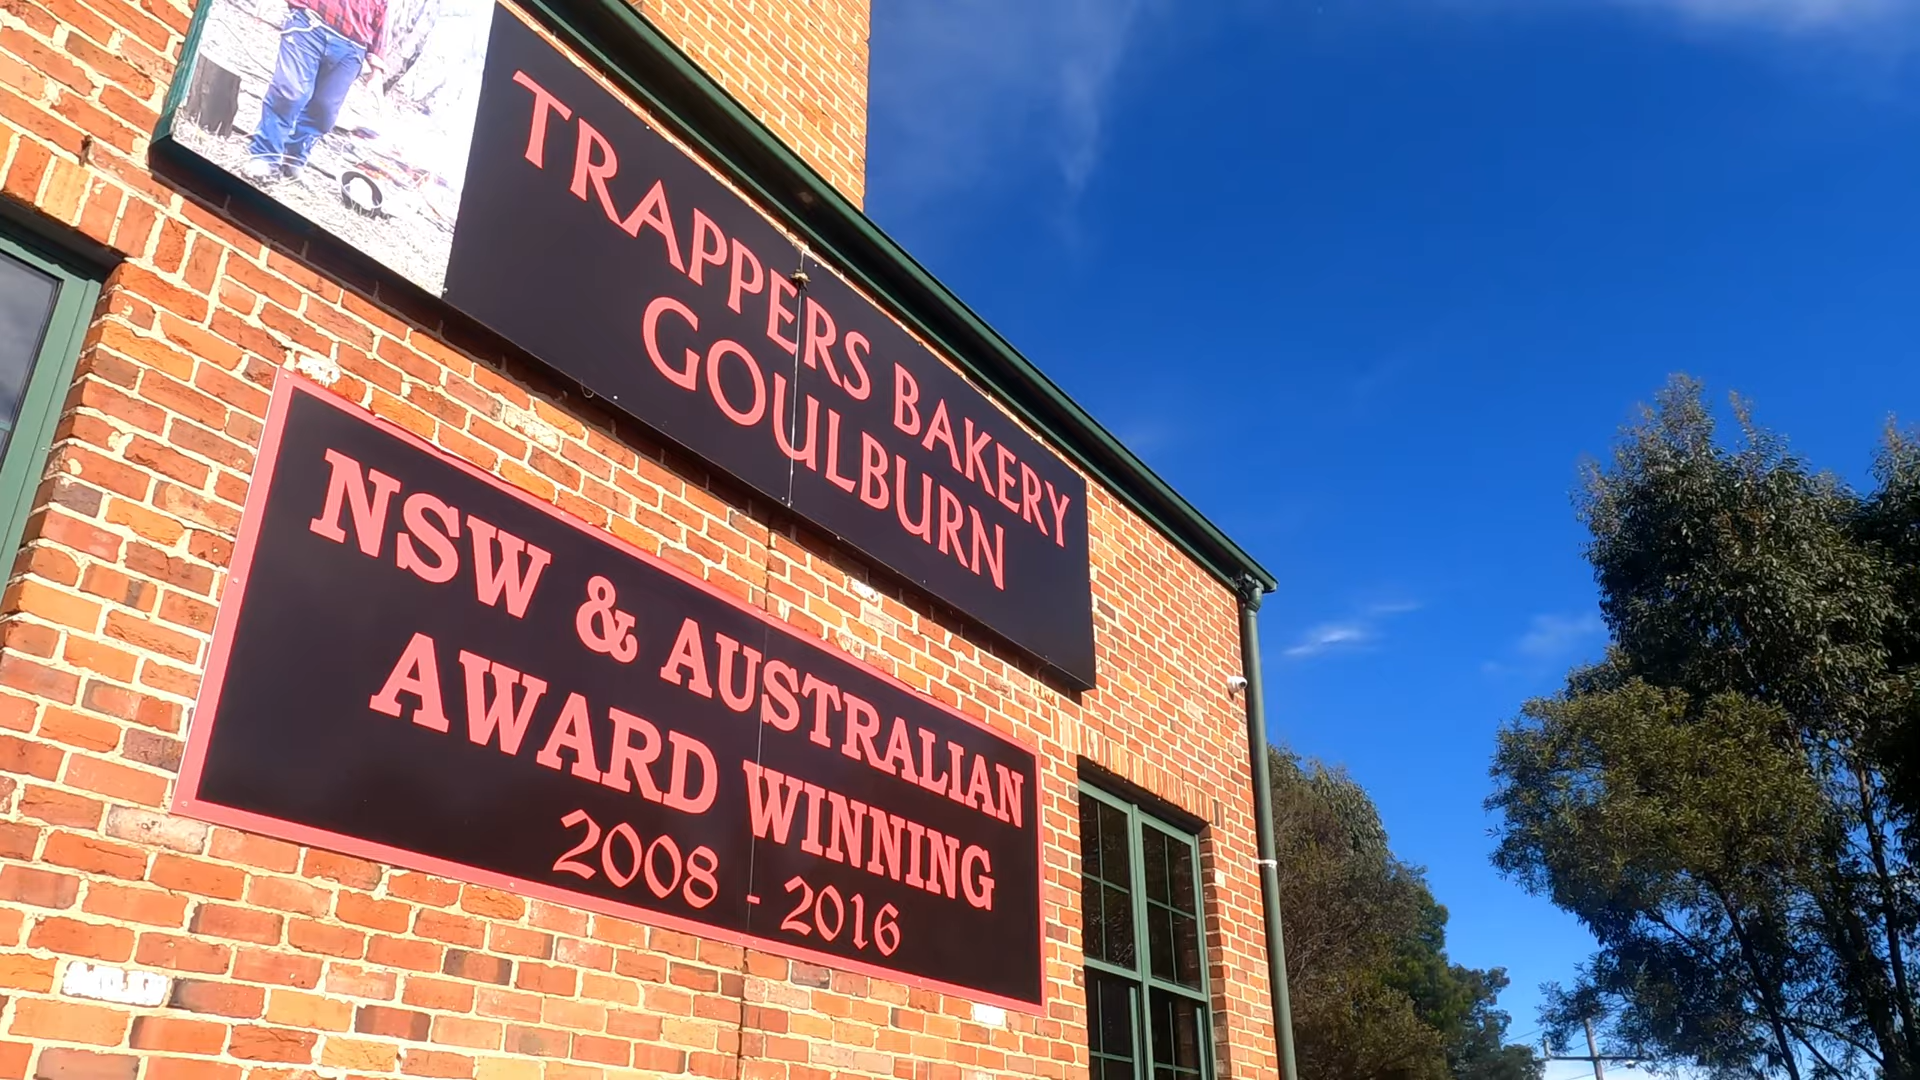 TRAPPERS BAKERY
GOULBURN
NSW & AUSTRALIAN
AWARD WINNING
2008 - 2016